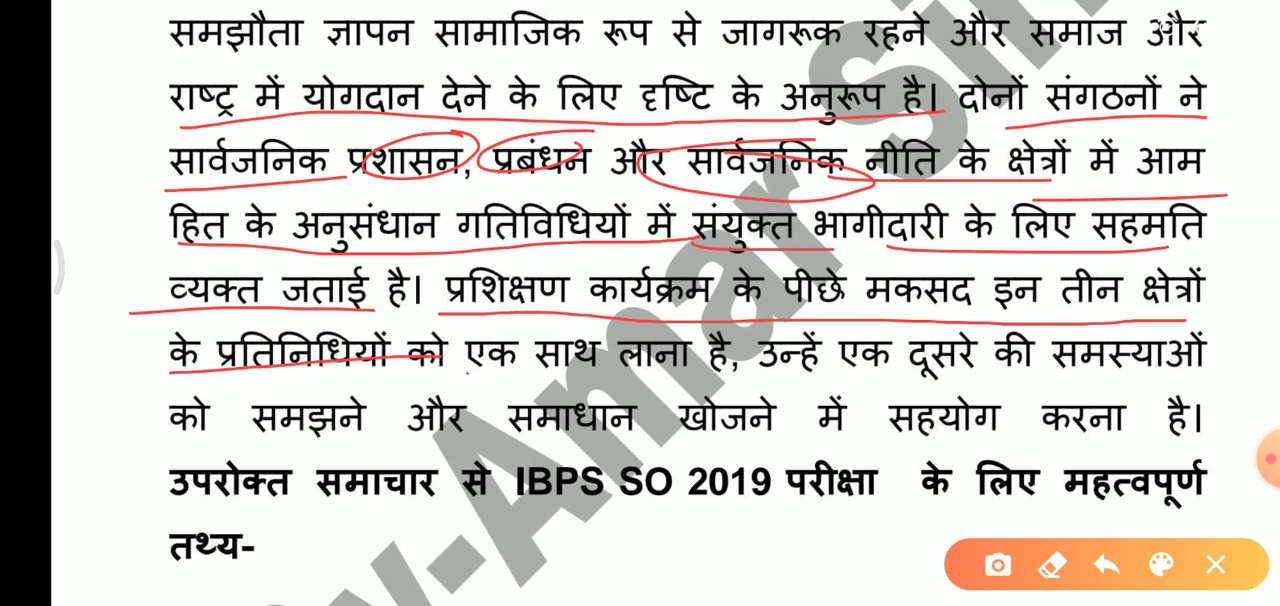 समझौता ज्ञापन सामाजिक रूप से जागरूक रहने और समाज और
राष्ट्र में योगदान देने के लिए दृष्टि के अनुरूप है। दोनों संगठनों ने
सार्वजनिक प्रशासन, प्रबंधन और सार्वजनिक नीति के क्षेत्रों में आम
हित के अनुसंधान गतिविधियों में संयुक्त भागीदारी के लिए सहमति
व्यक्त जताई है। प्रशिक्षण कार्यक्रम के पीछे मकसद इन तीन क्षेत्रों
के प्रतिनिधियों को एक साथ लाना है, उन्हें एक दूसरे की समस्याओं
को समझने और समाधान खोजने में सहयोग करना है।
उपरोक्त समाचार से IBPS SO 2019 परीक्षा के लिए महत्वपूर्ण
तथ्य-